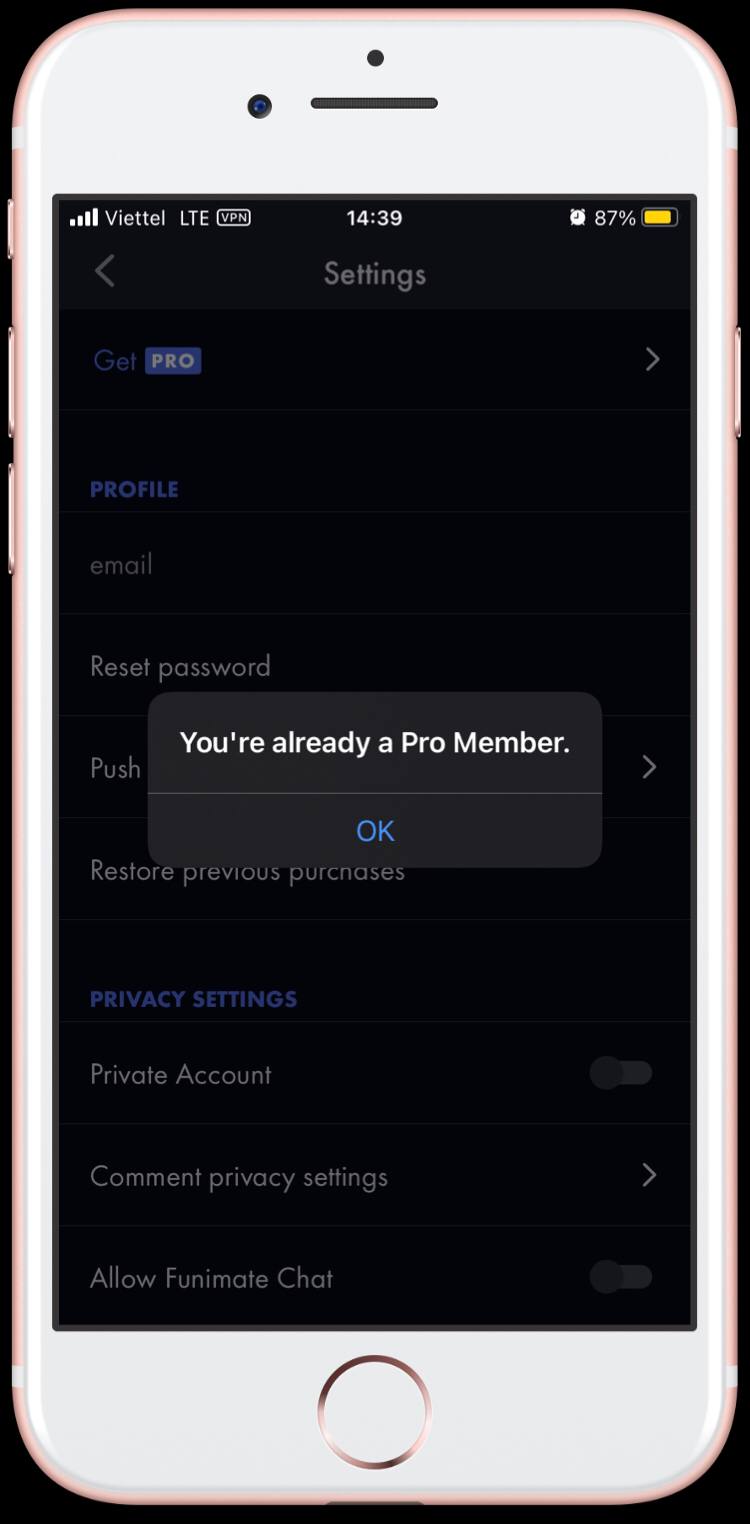 Viettel LTE VPN 14:39 87%
Settings
Get PRO
PROFILE
email
Reset password
You're already a Pro Member.
Push
OK
Restore previous purchases
PRIVACY SETTINGS
Private Account
Comment privacy settings
Allow Funimate Chat